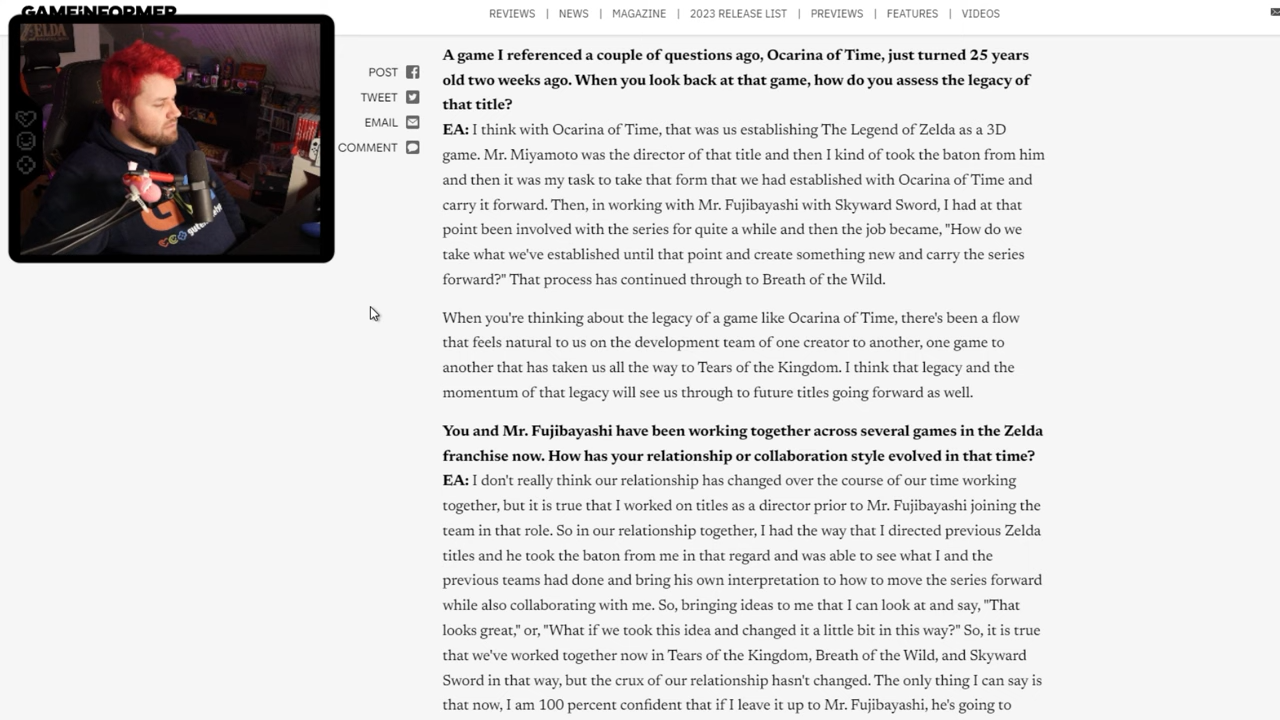 GAMEINFORMER
REVIEWS | NEWS | MAGAZINE | 2023 RELEASE LIST | PREVIEWS | FEATURES | VIDEOS
ZELDA
POST
TWEET
EMAIL
COMMENT
A game I referenced a couple of questions ago, Ocarina of Time, just turned 25 years
old two weeks ago. When you look back at that game, how do you assess the legacy of
that title?
EA: I think with Ocarina of Time, that was us establishing The Legend of Zelda as a 3D
game. Mr. Miyamoto was the director of that title and then I kind of took the baton from him
and then it was my task to take that form that we had established with Ocarina of Time and
carry it forward. Then, in working with Mr. Fujibayashi with Skyward Sword, I had at that
point been involved with the series for quite a while and then the job became, "How do we
take what we've established until that point and create something new and carry the series
forward?" That process has continued through to Breath of the Wild.
When you're thinking about the legacy of a game like Ocarina of Time, there's been a flow
that feels natural to us on the development team of one creator to another, one game to
another that has taken us all the way to Tears of the Kingdom. I think that legacy and the
momentum of that legacy will see us through to future titles going forward as well.
You and Mr. Fujibayashi have been working together across several games in the Zelda
franchise now. How has your relationship or collaboration style evolved in that time?
EA: I don't really think our relationship has changed over the course of our time working
together, but it is true that I worked on titles as a director prior to Mr. Fujibayashi joining the
team in that role. So in our relationship together, I had the way that I directed previous Zelda
titles and he took the baton from me in that regard and was able to see what I and the
previous teams had done and bring his own interpretation to how to move the series forward
while also collaborating with me. So, bringing ideas to me that I can look at and say, "That
looks great," or, "What if we took this idea and changed it a little bit in this way?" So, it is true
that we've worked together now in Tears of the Kingdom, Breath of the Wild, and Skyward
Sword in that way, but the crux of our relationship hasn't changed. The only thing I can say is
that now, I am 100 percent confident that if I leave it up to Mr. Fujibayashi, he's going to